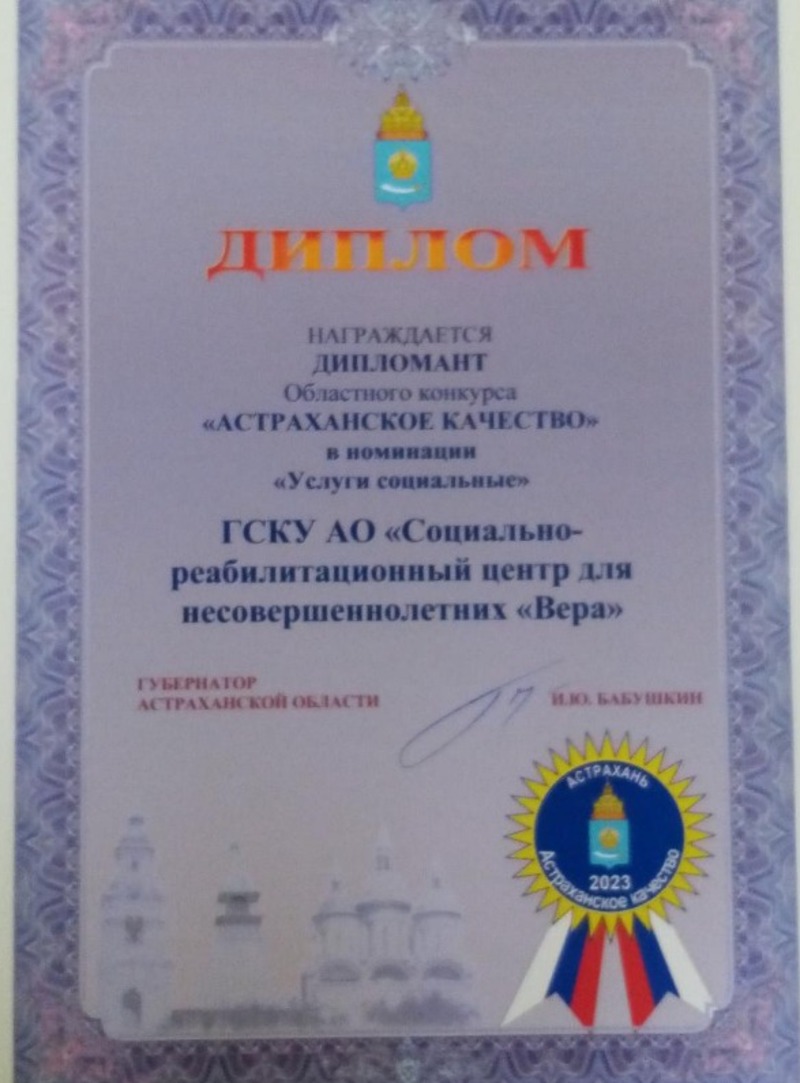 ДИПЛОМ
НАГРАЖДАЕТСЯ
ДИПЛОМАНТ
Областного конкурса
«АСТРАХАНСКОЕ КАЧЕСТВО»
в номинации
«Услуги социальные»
ГСКУ АО «Социально-
реабилитационный центр для
несовершеннолетних «Вера»
ГУБЕРНАТОР
АСТРАХАНСКОЙ ОБЛАСТИ
И.Ю. БАБУШКИН
АСТРАХАНЬ
2023
Астраханское качество